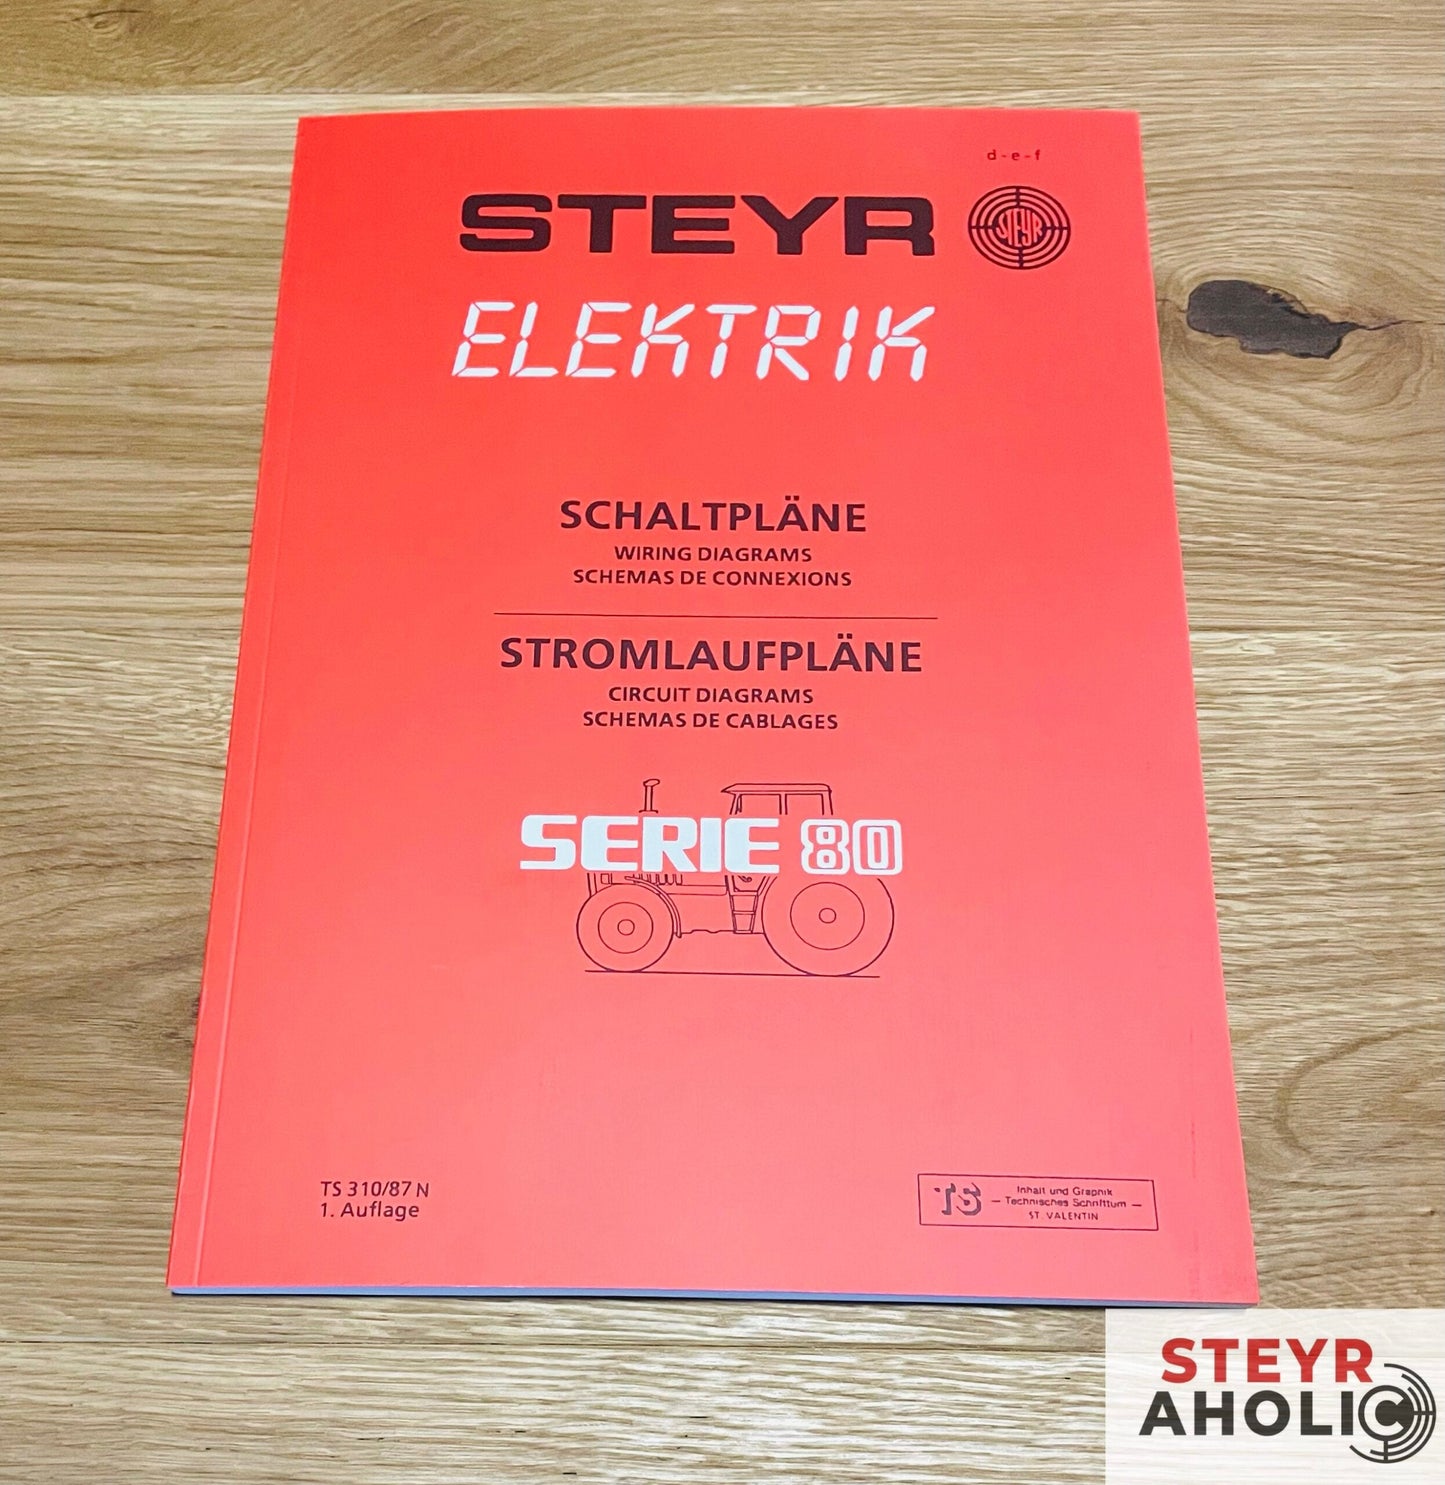 d-e-f
STEYR
STEYR
ELEKTRIK
SCHALTPLÄNE
WIRING DIAGRAMS
SCHEMAS DE CONNEXIONS
STROMLAUFPLÄNE
CIRCUIT DIAGRAMS
SCHEMAS DE CABLAGES
SERIE 80
TS 310/87 N
1. Auflage
TS
Inhalt und Graphik
— Technisches Schrifttum —
ST. VALENTIN
STEYR
AHOLIC